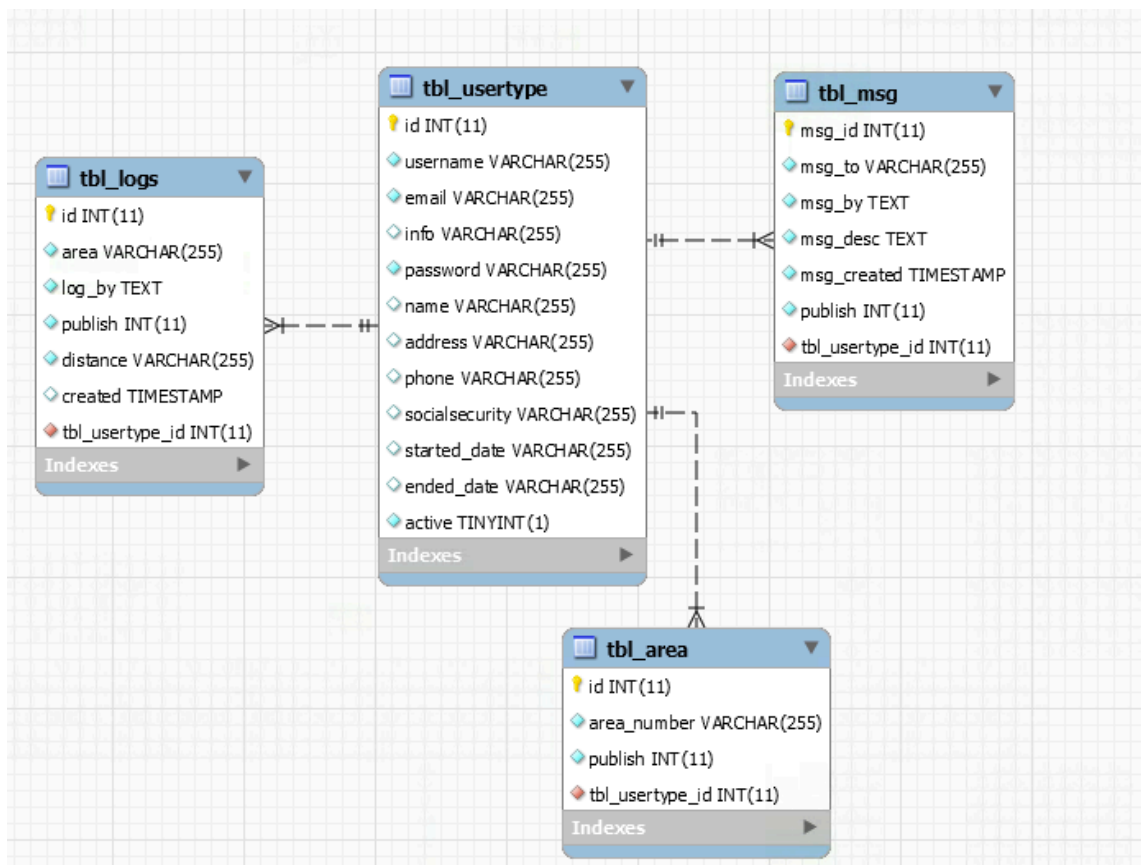 tbl_logs
id INT(11)
area VARCHAR(255)
log_by TEXT
publish INT(11)
distance VARCHAR(255)
created TIMESTAMP
tbl_usertype_id INT(11)
Indexes
tbl_usertype
id INT(11)
username VARCHAR(255)
email VARCHAR(255)
info VARCHAR(255)
password VARCHAR(255)
name VARCHAR(255)
address VARCHAR(255)
phone VARCHAR(255)
socialsecurity VARCHAR(255)
started_date VARCHAR(255)
ended_date VARCHAR(255)
active TINYINT(1)
Indexes
tbl_msg
msg_id INT(11)
msg_to VARCHAR(255)
msg_by TEXT
msg_desc TEXT
msg_created TIMESTAMP
publish INT(11)
tbl_usertype_id INT(11)
Indexes
tbl_area
id INT(11)
area_number VARCHAR(255)
publish INT(11)
tbl_usertype_id INT(11)
Indexes